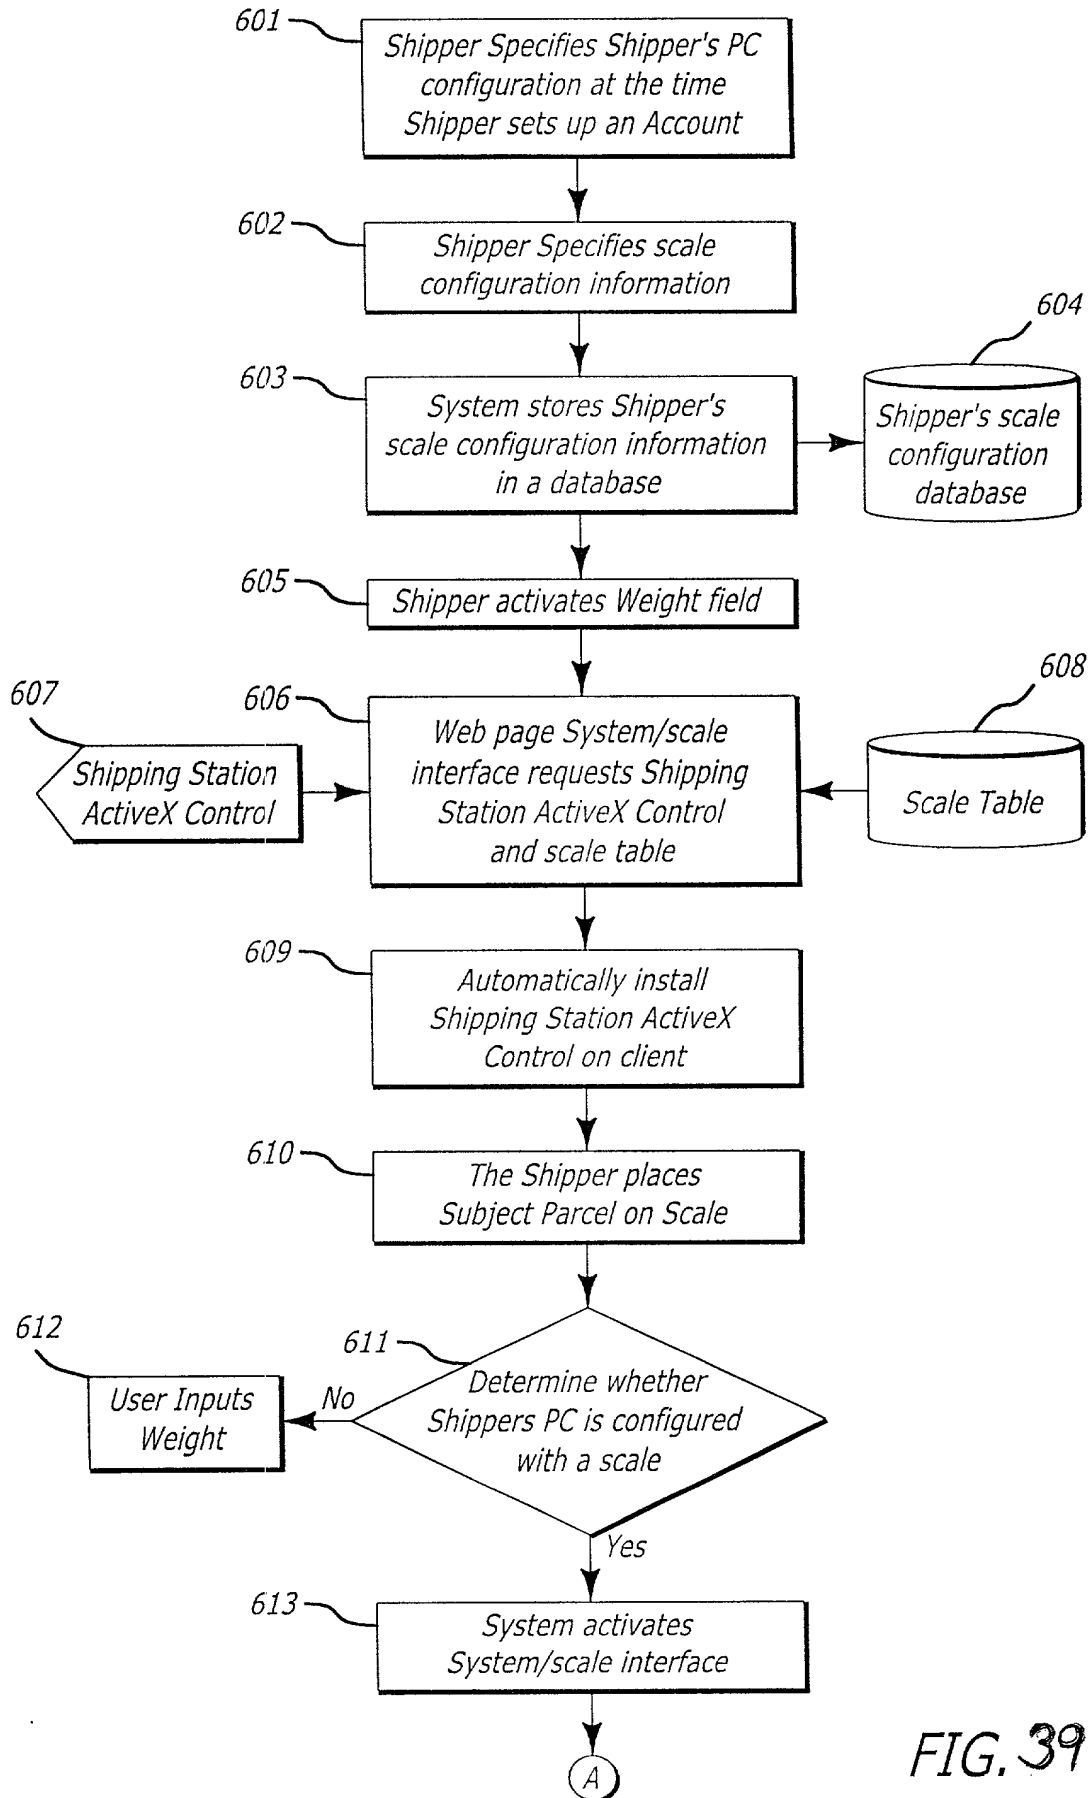 601
Shipper Specifies Shipper's PC
configuration at the time
Shipper sets up an Account
602
Shipper Specifies scale
configuration information
603
System stores Shipper's
scale configuration information
in a database
604
Shipper's scale
configuration
database
605
Shipper activates Weight field
606
Web page System/scale
interface requests Shipping
Station ActiveX Control
and scale table
607
Shipping Station
ActiveX Control
608
Scale Table
609
Automatically install
Shipping Station ActiveX
Control on client
610
The Shipper places
Subject Parcel on Scale
611
Determine whether
Shippers PC is configured
with a scale
No
612
User Inputs
Weight
Yes
613
System activates
System/scale interface
A
FIG. 39